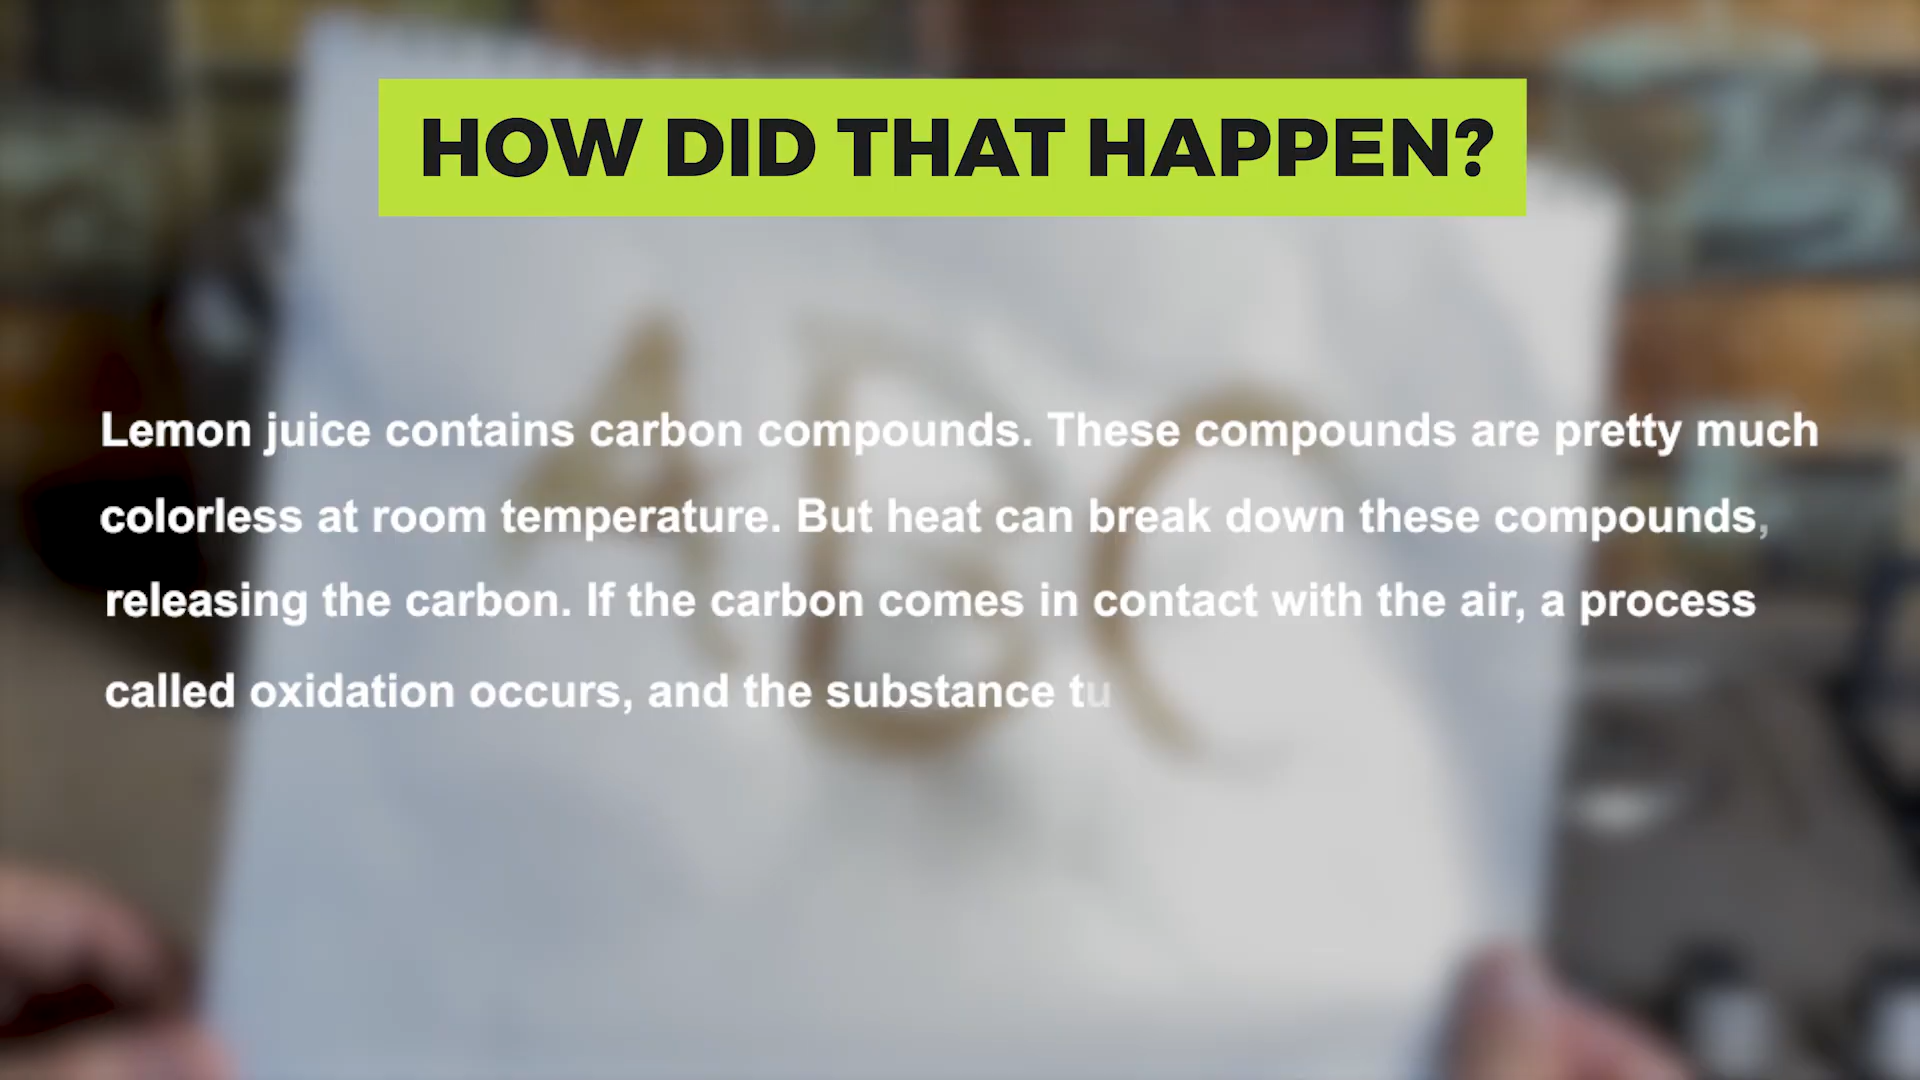 HOW DID THAT HAPPEN?
ABC
Lemon juice contains carbon compounds. These compounds are pretty much
colorless at room temperature. But heat can break down these compounds,
releasing the carbon. If the carbon comes in contact with the air, a process
called oxidation occurs, and the substance tu